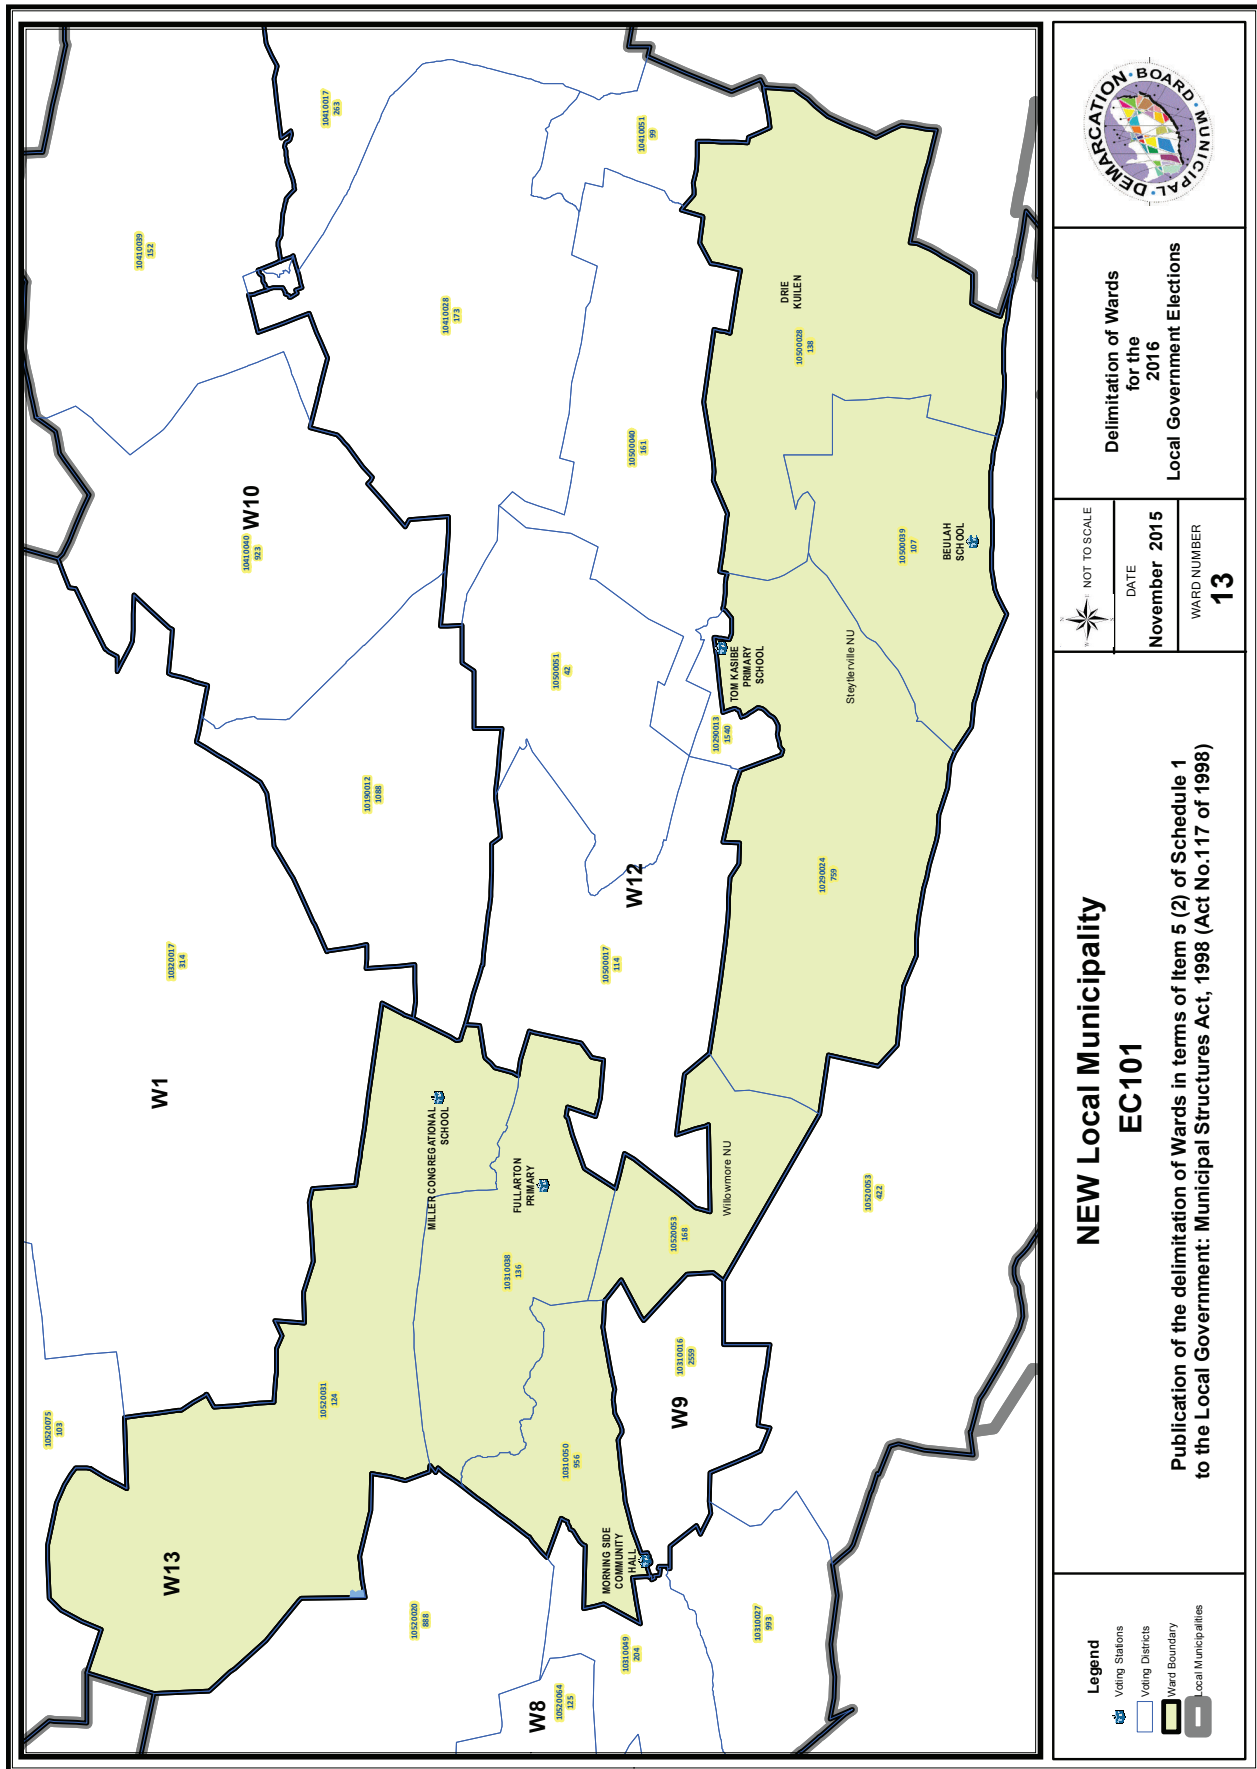 W13
W1
W10
W12
W9
W8
10520075
103
10320017
314
10410040
923
10410039
152
10410017
263
10190012
1088
10410028
173
10410051
99
10520031
124
10520020
888
MILLER CONGREGATIONAL
SCHOOL
FULLARTON
PRIMARY
10310038
136
10500051
42
10500040
161
10500017
114
10310050
956
10520064
125
10310049
204
MORNING SIDE
COMMUNITY
HALL
10310016
2559
10520053
168
Willowmore NU
10290013
1540
TOM KASIBE
PRIMARY
SCHOOL
DRIE
KUILEN
10500028
138
10310027
993
10520053
422
10290024
759
Steytlerville NU
10500039
107
BEULAH
SCHOOL
Legend
Voting Stations
Voting Districts
Ward Boundary
Local Municipalities
NEW Local Municipality
EC101
Publication of the delimitation of Wards in terms of Item 5 (2) of Schedule 1
to the Local Government: Municipal Structures Act, 1998 (Act No.117 of 1998)
N
W
E
S
NOT TO SCALE
DATE
November 2015
WARD NUMBER
13
Delimitation of Wards
for the
2016
Local Government Elections
MUNICIPAL DEMARCATION BOARD